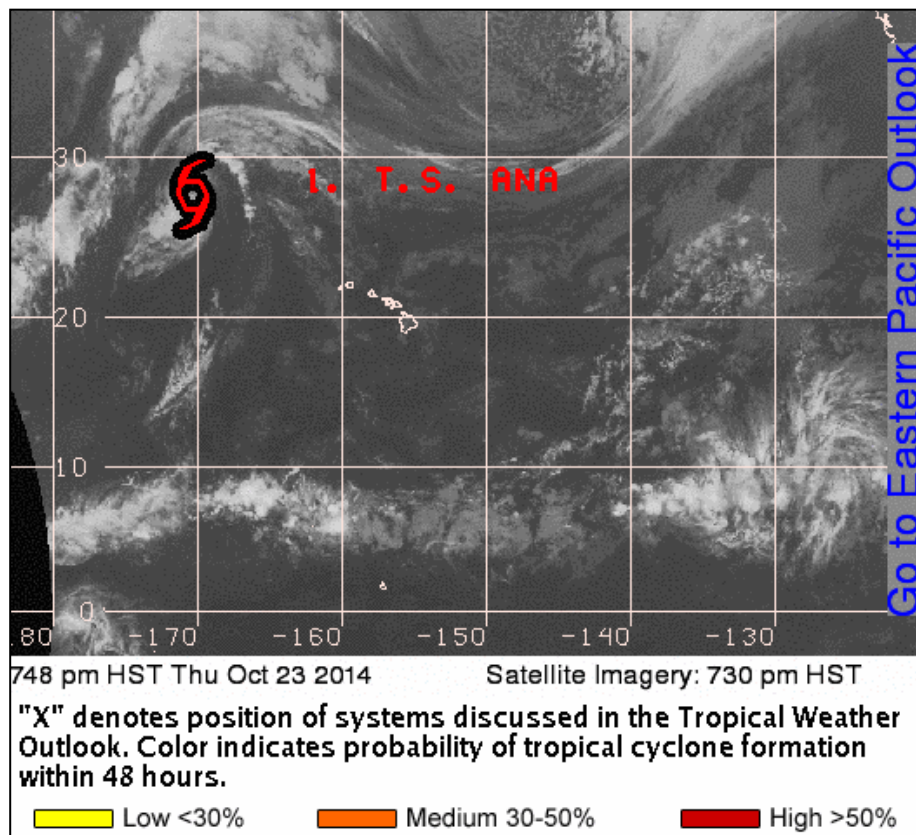 30
1. T.S. ANA
20
10
0
80 -170 -160 -150 -140 -130
Go to Eastern Pacific Outlook
748 pm HST Thu Oct 23 2014 Satellite Imagery: 730 pm HST
"X" denotes position of systems discussed in the Tropical Weather
Outlook. Color indicates probability of tropical cyclone formation
within 48 hours.
Low <30% Medium 30-50% High >50%